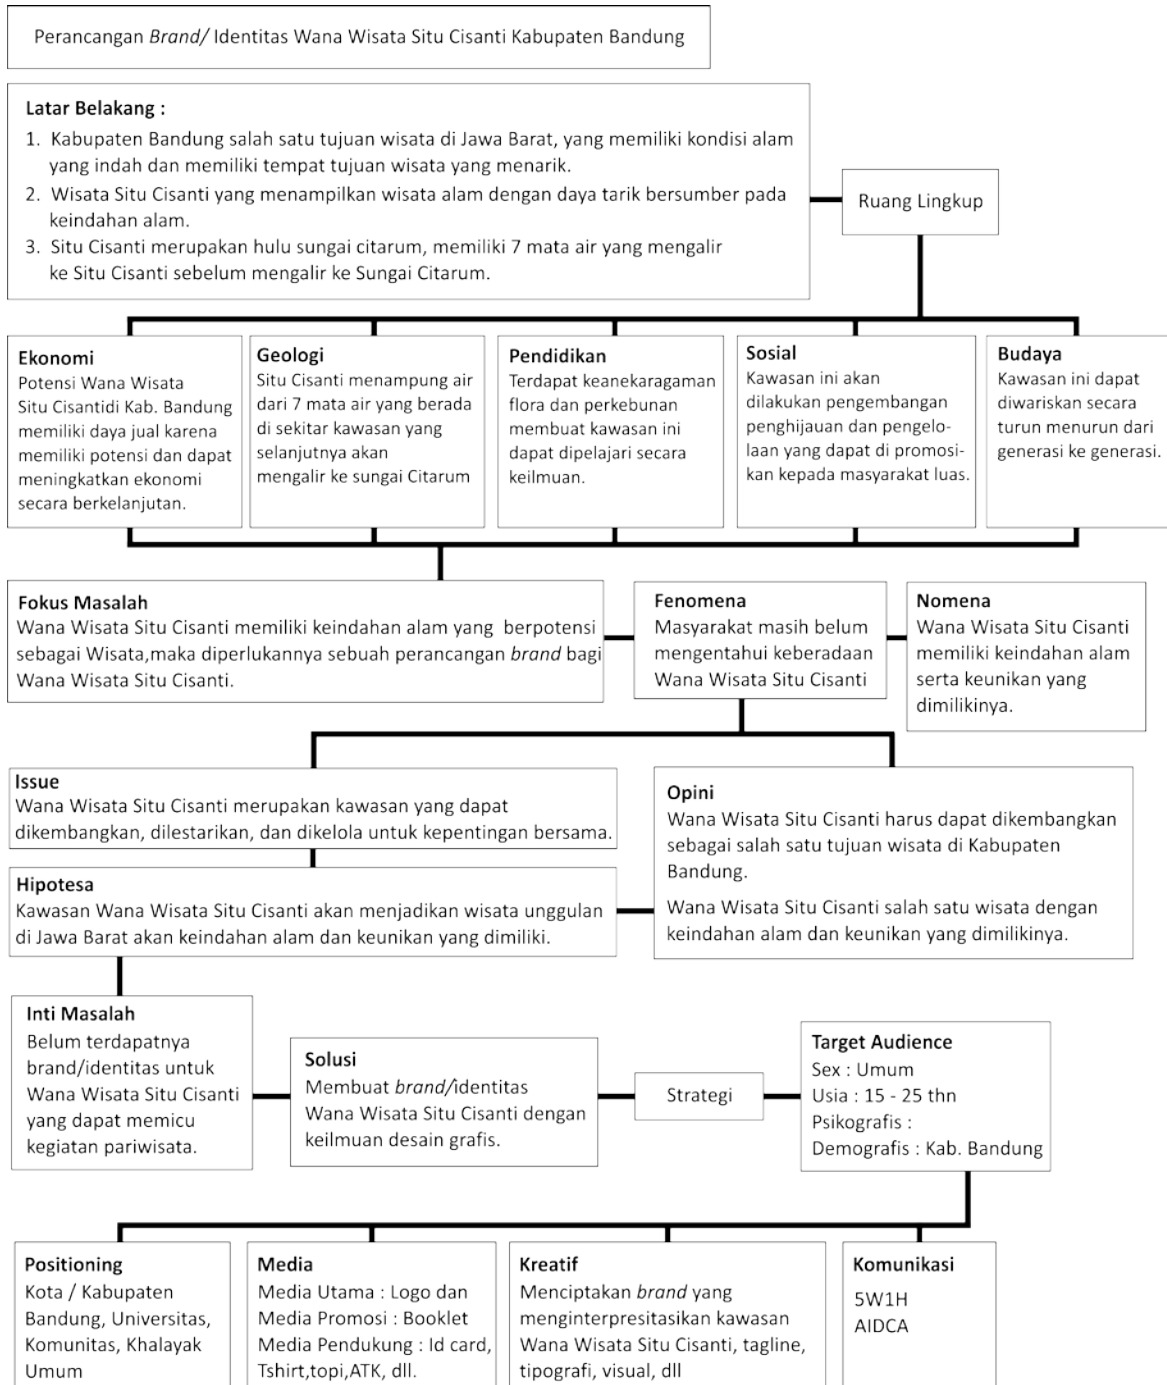 Perancangan Brand/ Identitas Wana Wisata Situ Cisanti Kabupaten Bandung
Latar Belakang :
1. Kabupaten Bandung salah satu tujuan wisata di Jawa Barat, yang memiliki kondisi alam
yang indah dan memiliki tempat tujuan wisata yang menarik.
2. Wisata Situ Cisanti yang menampilkan wisata alam dengan daya tarik bersumber pada
keindahan alam.
3. Situ Cisanti merupakan hulu sungai citarum, memiliki 7 mata air yang mengalir
ke Situ Cisanti sebelum mengalir ke Sungai Citarum.
Ruang Lingkup
Ekonomi
Potensi Wana Wisata
Situ Cisantidi Kab. Bandung
memiliki daya jual karena
memiliki potensi dan dapat
meningkatkan ekonomi
secara berkelanjutan.
Geologi
Situ Cisanti menampung air
dari 7 mata air yang berada
di sekitar kawasan yang
selanjutnya akan
mengalir ke sungai Citarum
Pendidikan
Terdapat keanekaragaman
flora dan perkebunan
membuat kawasan ini
dapat dipelajari secara
keilmuan.
Sosial
Kawasan ini akan
dilakukan pengembangan
penghijauan dan pengelo-
laan yang dapat di promosi-
kan kepada masyarakat luas.
Budaya
Kawasan ini dapat
diwariskan secara
turun menurun dari
generasi ke generasi.
Fokus Masalah
Wana Wisata Situ Cisanti memiliki keindahan alam yang berpotensi
sebagai Wisata,maka diperlukannya sebuah perancangan brand bagi
Wana Wisata Situ Cisanti.
Fenomena
Masyarakat masih belum
mengentahui keberadaan
Wana Wisata Situ Cisanti
Nomena
Wana Wisata Situ Cisanti
memiliki keindahan alam
serta keunikan yang
dimilikinya.
Issue
Wana Wisata Situ Cisanti merupakan kawasan yang dapat
dikembangkan, dilestarikan, dan dikelola untuk kepentingan bersama.
Opini
Wana Wisata Situ Cisanti harus dapat dikembangkan
sebagai salah satu tujuan wisata di Kabupaten
Bandung.
Wana Wisata Situ Cisanti salah satu wisata dengan
keindahan alam dan keunikan yang dimilikinya.
Hipotesa
Kawasan Wana Wisata Situ Cisanti akan menjadikan wisata unggulan
di Jawa Barat akan keindahan alam dan keunikan yang dimiliki.
Inti Masalah
Belum terdapatnya
brand/identitas untuk
Wana Wisata Situ Cisanti
yang dapat memicu
kegiatan pariwisata.
Solusi
Membuat brand/identitas
Wana Wisata Situ Cisanti dengan
keilmuan desain grafis.
Strategi
Target Audience
Sex : Umum
Usia : 15 - 25 thn
Psikografis :
Demografis : Kab. Bandung
Positioning
Kota / Kabupaten
Bandung, Universitas,
Komunitas, Khalayak
Umum
Media
Media Utama : Logo dan
Media Promosi : Booklet
Media Pendukung : Id card,
Tshirt,topi,ATK, dll.
Kreatif
Menciptakan brand yang
menginterpresitasikan kawasan
Wana Wisata Situ Cisanti, tagline,
tipografi, visual, dll
Komunikasi
5W1H
AIDCA